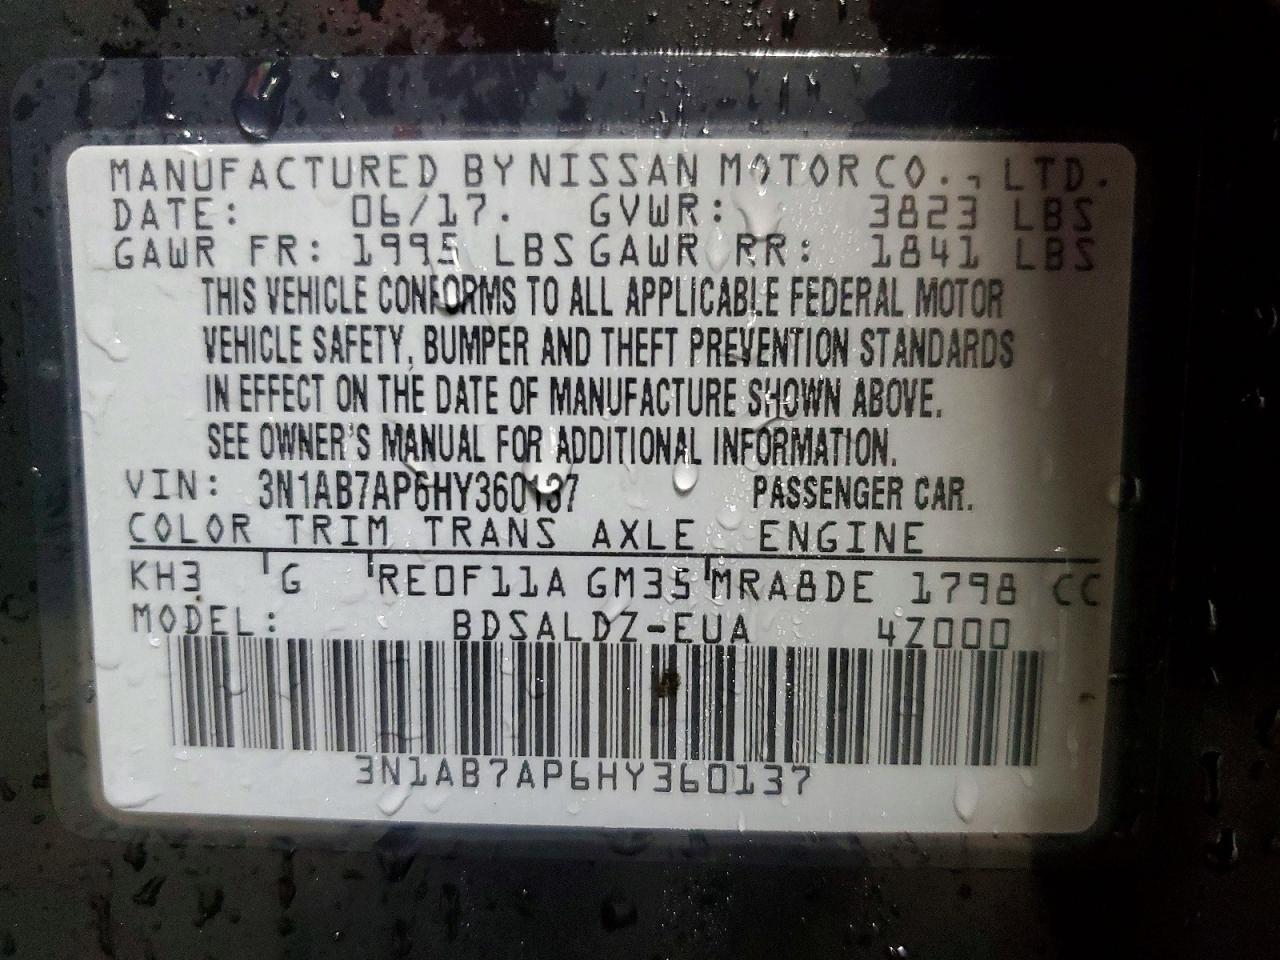 MANUFACTURED BY NISSAN MOTOR CO., LTD.
DATE: 06/17. GVWR: 3823 LBS
GAWR FR: 1995 LBS GAWR RR: 1841 LBS
THIS VEHICLE CONFORMS TO ALL APPLICABLE FEDERAL MOTOR
VEHICLE SAFETY, BUMPER AND THEFT PREVENTION STANDARDS
IN EFFECT ON THE DATE OF MANUFACTURE SHOWN ABOVE.
SEE OWNER'S MANUAL FOR ADDITIONAL INFORMATION.
VIN: 3N1AB7AP6HY360137 PASSENGER CAR.
COLOR TRIM TRANS AXLE ENGINE
KH3 G RE0F11A GM35 MRA8DE 1798 CC
MODEL: BDSALDZ-EUA 4Z000
3N1AB7AP6HY360137